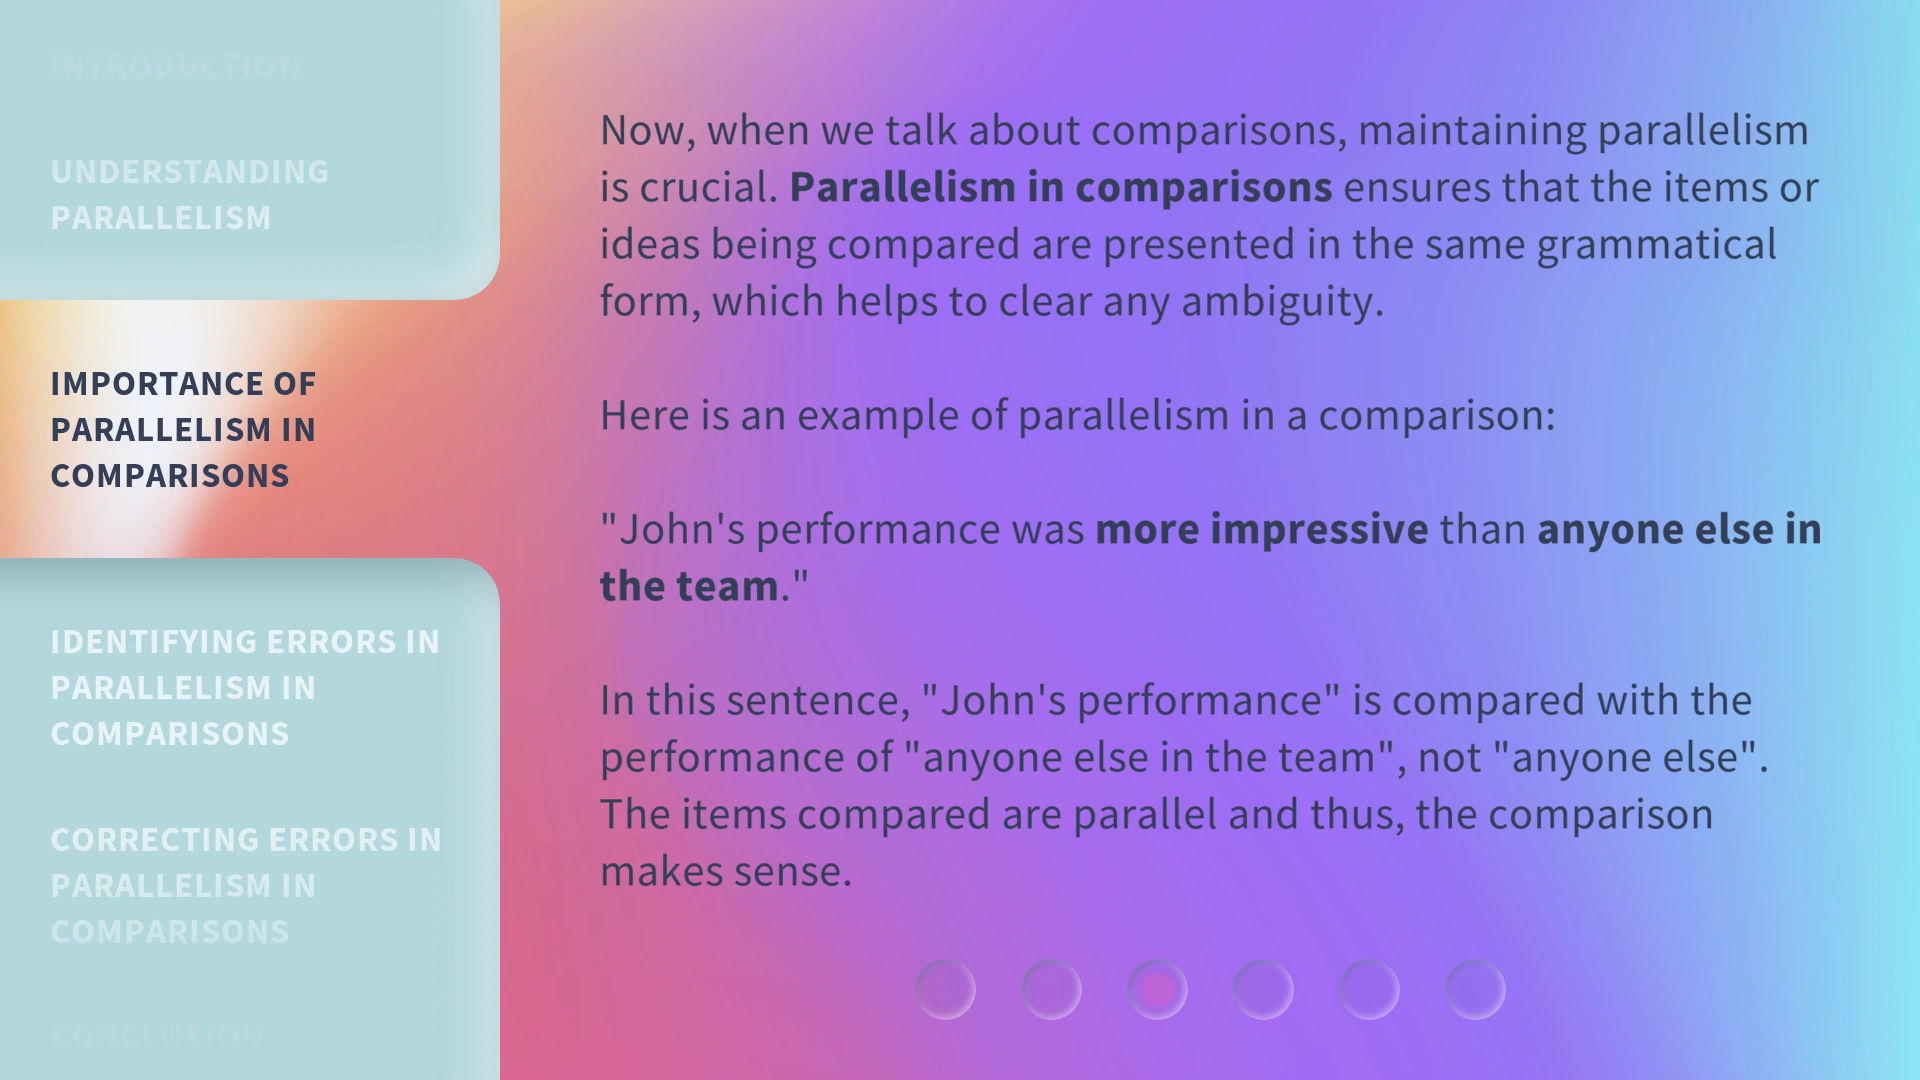 INTRODUCTION
UNDERSTANDING
PARALLELISM
IMPORTANCE OF
PARALLELISM IN
COMPARISONS
IDENTIFYING ERRORS IN
PARALLELISM IN
COMPARISONS
CORRECTING ERRORS IN
PARALLELISM IN
COMPARISONS
CONCLUSION
Now, when we talk about comparisons, maintaining parallelism
is crucial. Parallelism in comparisons ensures that the items or
ideas being compared are presented in the same grammatical
form, which helps to clear any ambiguity.
Here is an example of parallelism in a comparison:
"John's performance was more impressive than anyone else in
the team."
In this sentence, "John's performance" is compared with the
performance of "anyone else in the team", not "anyone else".
The items compared are parallel and thus, the comparison
makes sense.